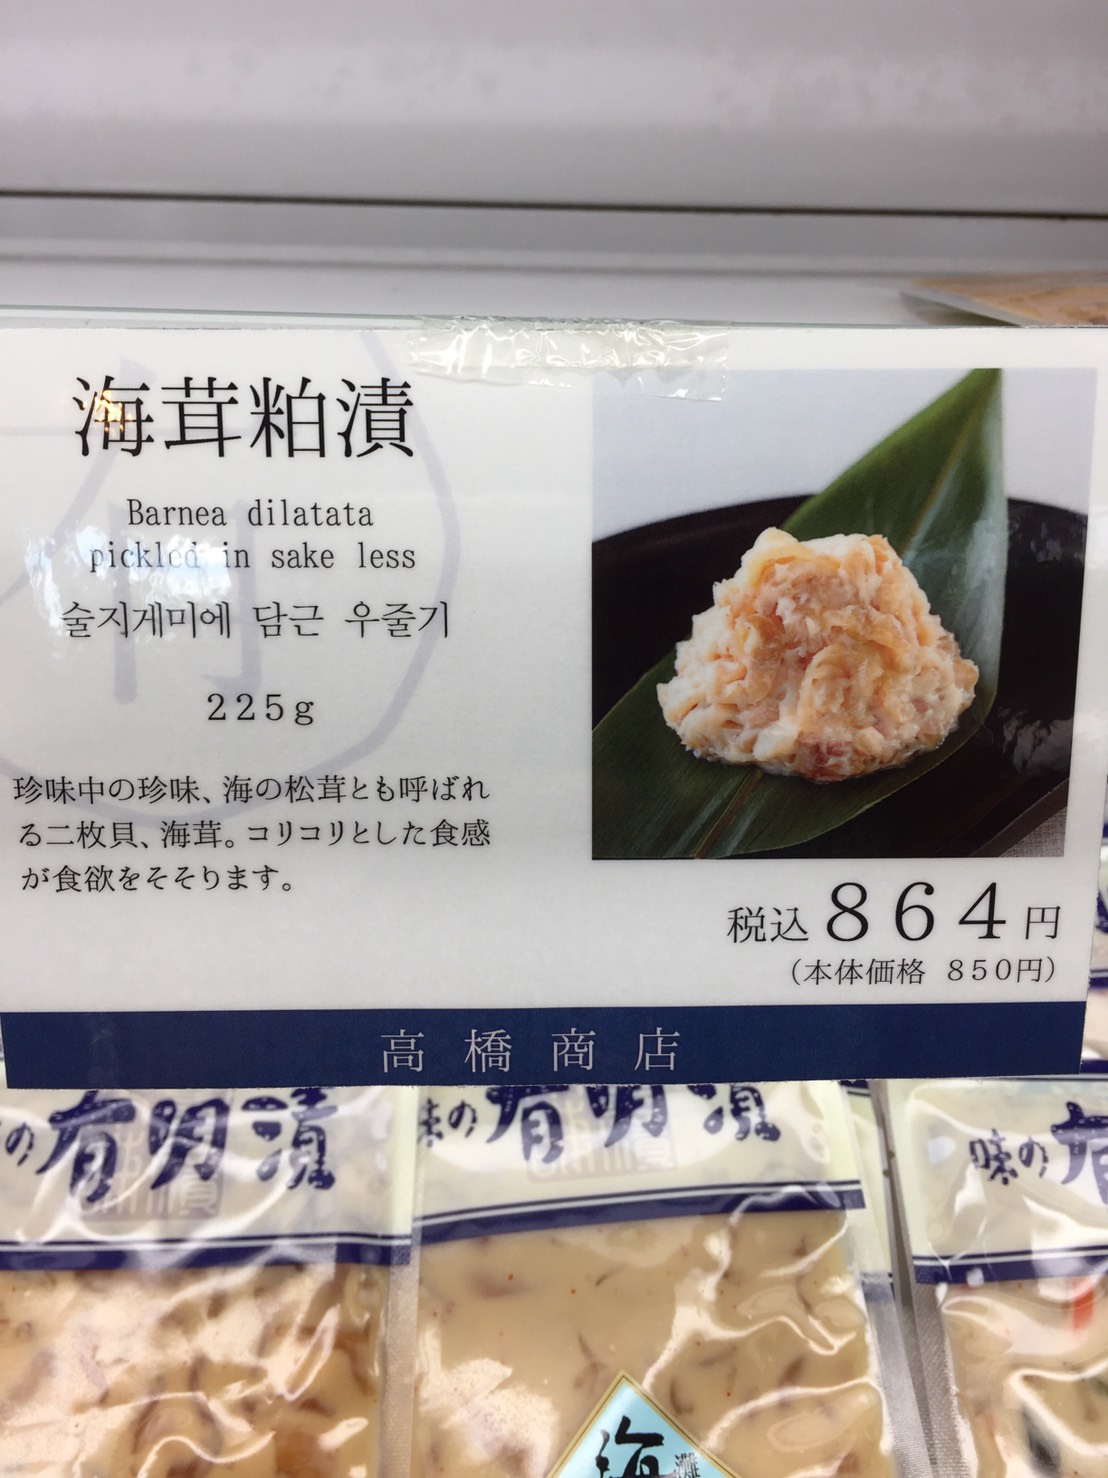 海茸粕漬
Barnea dilatata
pickled in sake less
술지게미에 담근 우줄기
225g
珍味中の珍味、海の松茸とも呼ばれ
る二枚貝、海茸。コリコリとした食感
が食欲をそそります。
税込864円
（本体価格 850円）
高橋商店
の有明漬
味の有明漬
味の有
海